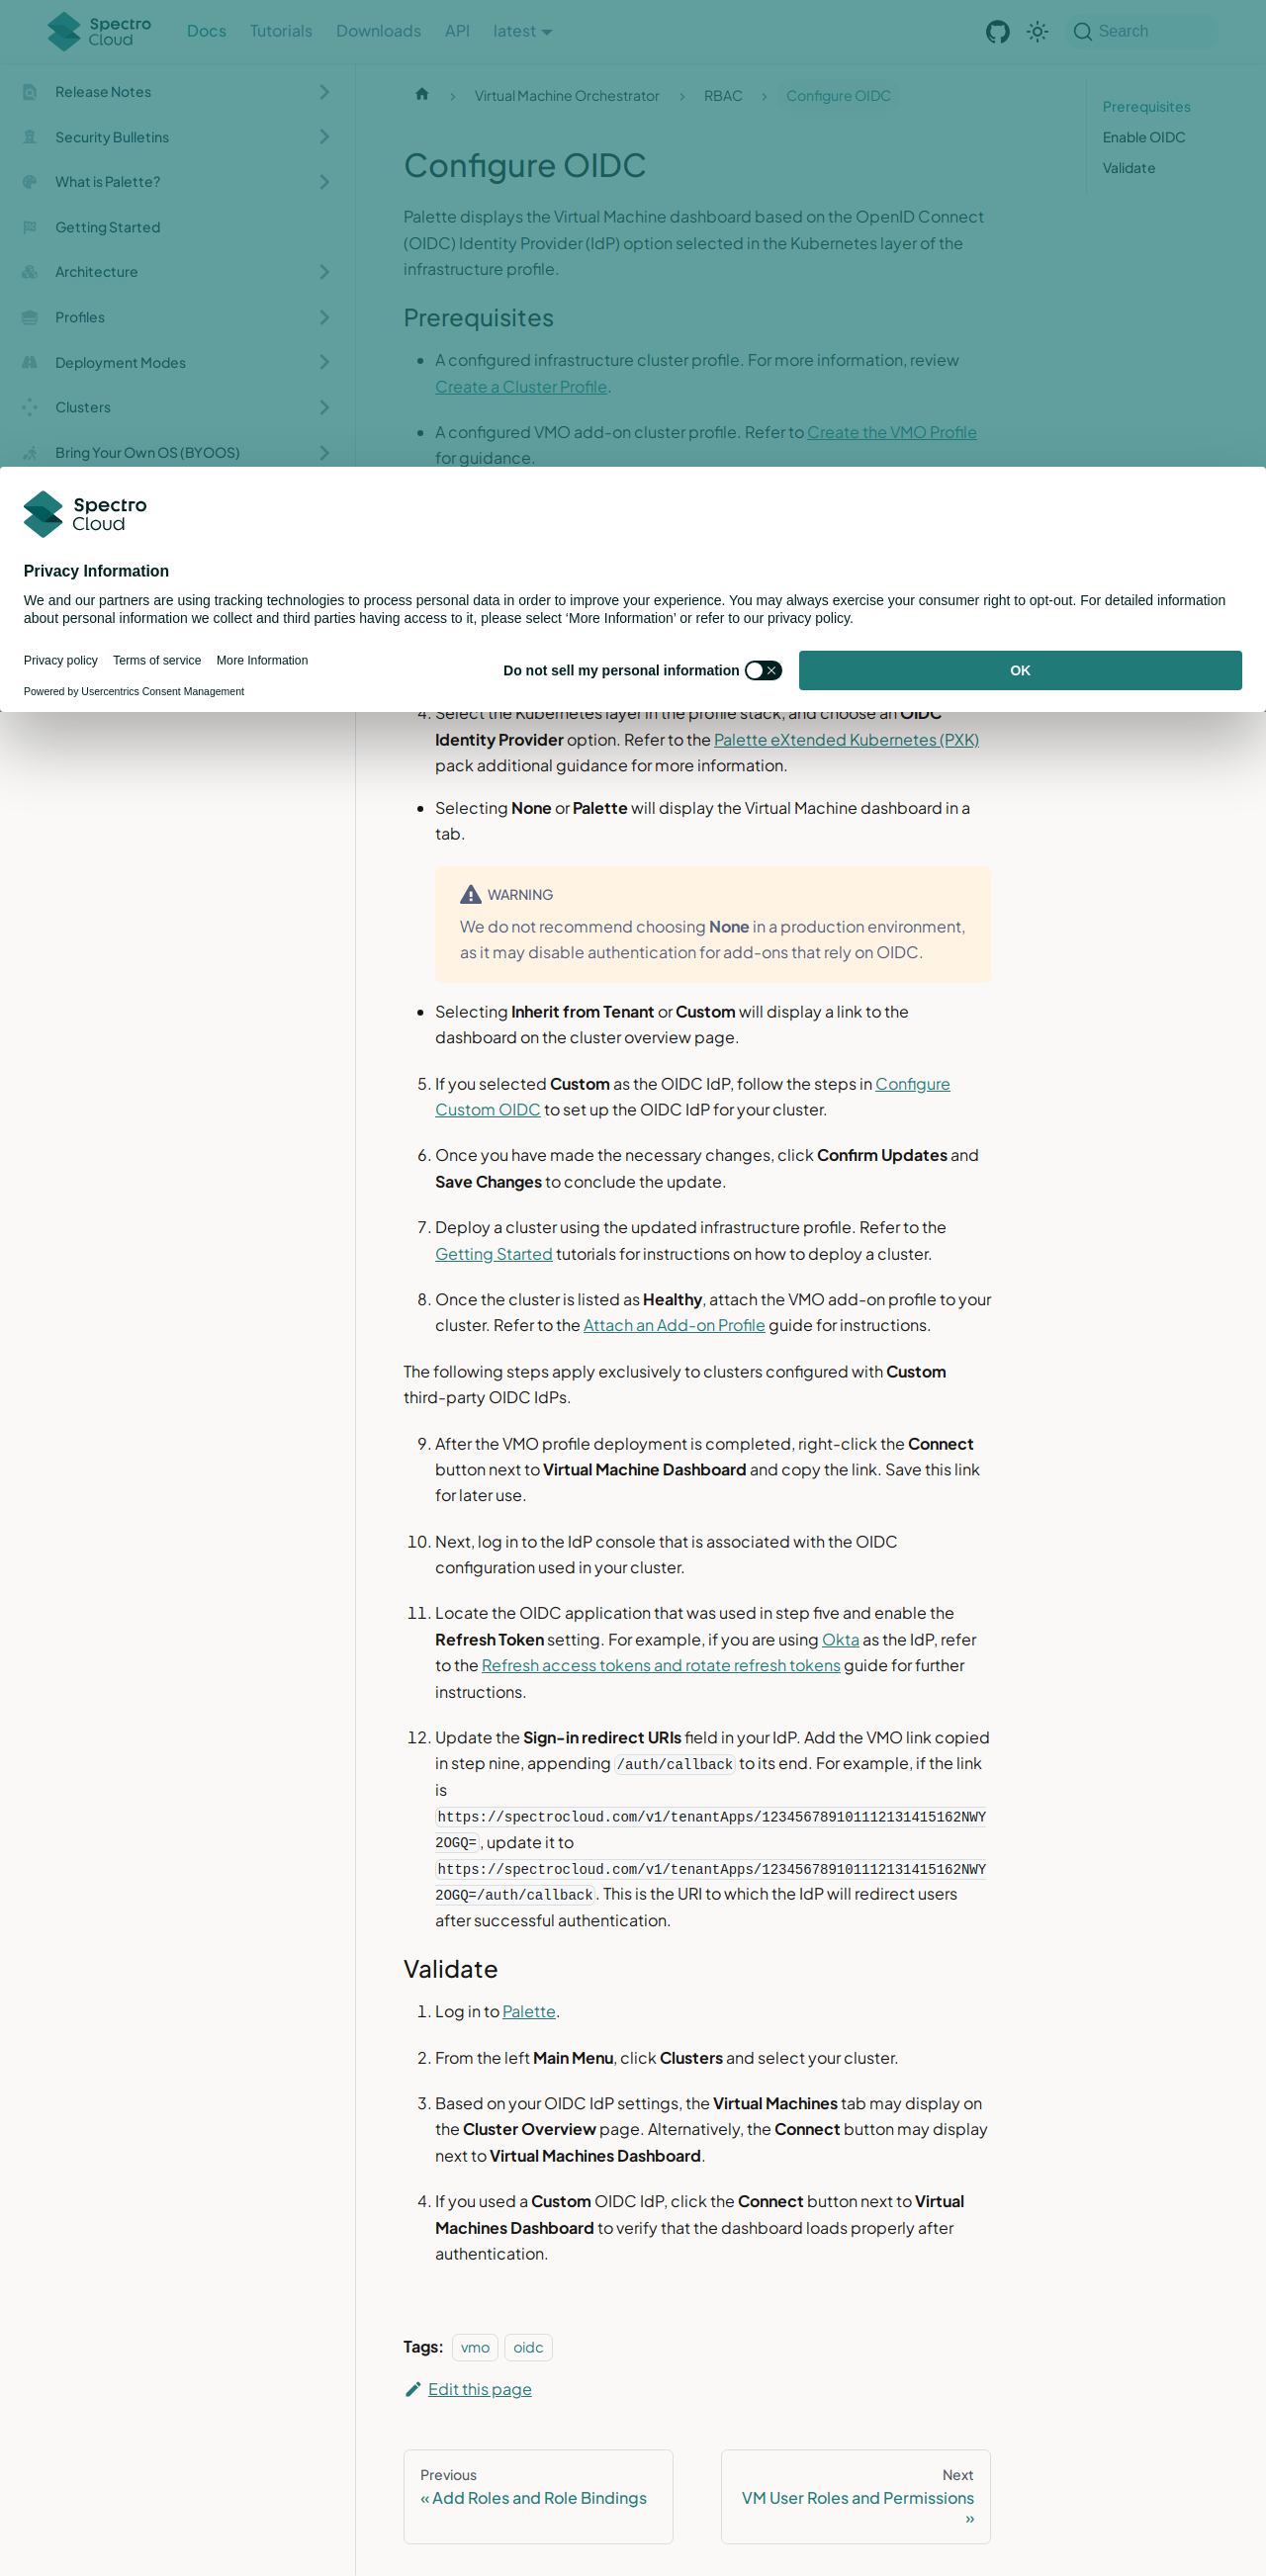 Spectro Cloud
Docs
Tutorials
Downloads
API
latest
Search
Release Notes
Security Bulletins
What is Palette?
Getting Started
Architecture
Profiles
Deployment Modes
Clusters
Bring Your Own OS (BYOOS)
Virtual Machine Orchestrator
RBAC
Configure OIDC
Prerequisites
Enable OIDC
Validate
Configure OIDC
Palette displays the Virtual Machine dashboard based on the OpenID Connect
(OIDC) Identity Provider (IdP) option selected in the Kubernetes layer of the
infrastructure profile.
Prerequisites
A configured infrastructure cluster profile. For more information, review
Create a Cluster Profile.
A configured VMO add-on cluster profile. Refer to Create the VMO Profile
for guidance.
Spectro Cloud
Privacy Information
We and our partners are using tracking technologies to process personal data in order to improve your experience. You may always exercise your consumer right to opt-out. For detailed information
about personal information we collect and third parties having access to it, please select ‘More Information’ or refer to our privacy policy.
Privacy policy Terms of service More Information
Powered by Usercentrics Consent Management
Do not sell my personal information
OK
4. Select the Kubernetes layer in the profile stack, and choose an OIDC
Identity Provider option. Refer to the Palette eXtended Kubernetes (PXK)
pack additional guidance for more information.
Selecting None or Palette will display the Virtual Machine dashboard in a
tab.
WARNING
We do not recommend choosing None in a production environment,
as it may disable authentication for add-ons that rely on OIDC.
Selecting Inherit from Tenant or Custom will display a link to the
dashboard on the cluster overview page.
5. If you selected Custom as the OIDC IdP, follow the steps in Configure
Custom OIDC to set up the OIDC IdP for your cluster.
6. Once you have made the necessary changes, click Confirm Updates and
Save Changes to conclude the update.
7. Deploy a cluster using the updated infrastructure profile. Refer to the
Getting Started tutorials for instructions on how to deploy a cluster.
8. Once the cluster is listed as Healthy, attach the VMO add-on profile to your
cluster. Refer to the Attach an Add-on Profile guide for instructions.
The following steps apply exclusively to clusters configured with Custom
third-party OIDC IdPs.
9. After the VMO profile deployment is completed, right-click the Connect
button next to Virtual Machine Dashboard and copy the link. Save this link
for later use.
10. Next, log in to the IdP console that is associated with the OIDC
configuration used in your cluster.
11. Locate the OIDC application that was used in step five and enable the
Refresh Token setting. For example, if you are using Okta as the IdP, refer
to the Refresh access tokens and rotate refresh tokens guide for further
instructions.
12. Update the Sign-in redirect URIs field in your IdP. Add the VMO link copied
in step nine, appending /auth/callback to its end. For example, if the link
is
https://spectrocloud.com/v1/tenantApps/123456789101112131415162NWY
2OGQ=, update it to
https://spectrocloud.com/v1/tenantApps/123456789101112131415162NWY
2OGQ=/auth/callback. This is the URI to which the IdP will redirect users
after successful authentication.
Validate
1. Log in to Palette.
2. From the left Main Menu, click Clusters and select your cluster.
3. Based on your OIDC IdP settings, the Virtual Machines tab may display on
the Cluster Overview page. Alternatively, the Connect button may display
next to Virtual Machines Dashboard.
4. If you used a Custom OIDC IdP, click the Connect button next to Virtual
Machines Dashboard to verify that the dashboard loads properly after
authentication.
Tags: vmo oidc
Edit this page
Previous
« Add Roles and Role Bindings
Next
VM User Roles and Permissions
»